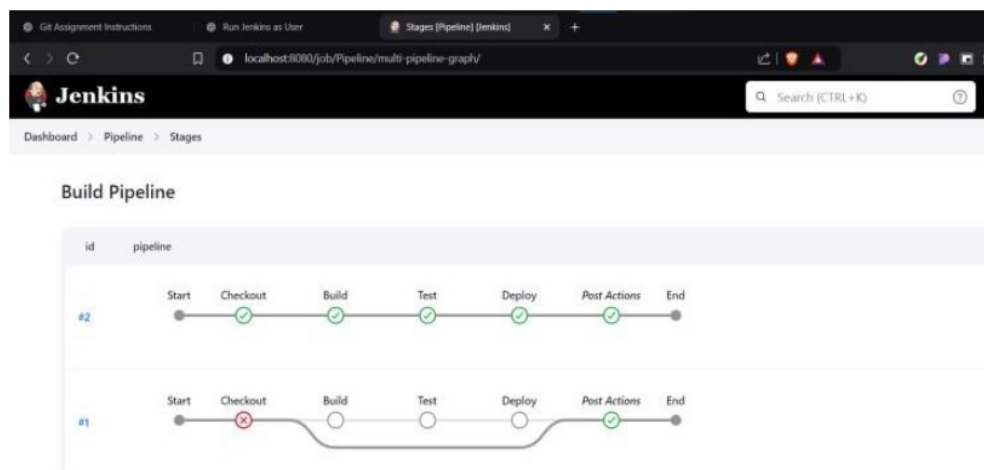 Git Assignment Instructions Run Jenkins as User Stages [Pipeline] [Jenkins]
localhost:8080/job/Pipeline/multi-pipeline-graph/
Jenkins Search (CTRL+K)
Dashboard > Pipeline > Stages
Build Pipeline
id pipeline
Start Checkout Build Test Deploy Post Actions End
#2
Start Checkout Build Test Deploy Post Actions End
#1